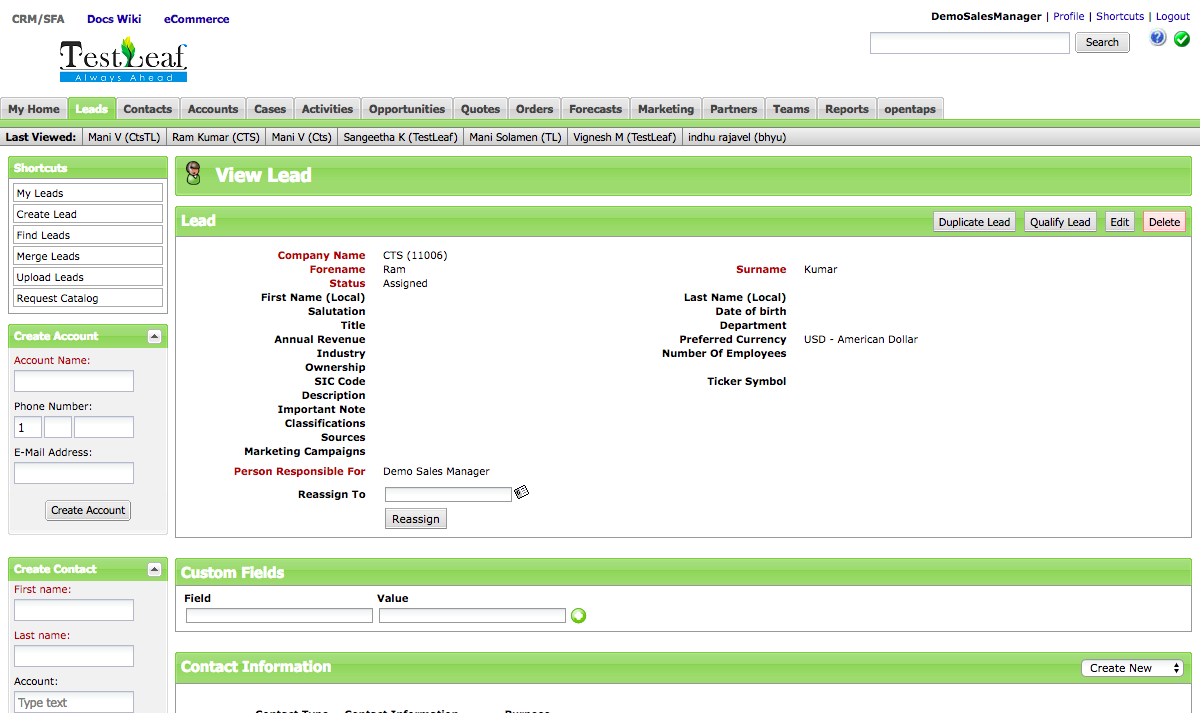 CRM/SFA Docs Wiki eCommerce
DemoSalesManager | Profile | Shortcuts | Logout
TestLeaf
Always Ahead
Search
?
My Home Leads Contacts Accounts Cases Activities Opportunities Quotes Orders Forecasts Marketing Partners Teams Reports opentaps
Last Viewed: Mani V (CtsTL) Ram Kumar (CTS) Mani V (Cts) Sangeetha K (TestLeaf) Mani Solamen (TL) Vignesh M (TestLeaf) indhu rajavel (bhyu)
Shortcuts
My Leads
Create Lead
Find Leads
Merge Leads
Upload Leads
Request Catalog
Create Account
Account Name:
Phone Number:
1
E-Mail Address:
Create Account
Create Contact
First name:
Last name:
Account:
Type text
View Lead
Lead Duplicate Lead Qualify Lead Edit Delete
Company Name CTS (11006)
Forename Ram Surname Kumar
Status Assigned
First Name (Local) Last Name (Local)
Salutation Date of birth
Title Department
Annual Revenue Preferred Currency USD - American Dollar
Industry Number Of Employees
Ownership
SIC Code Ticker Symbol
Description
Important Note
Classifications
Sources
Marketing Campaigns
Person Responsible For Demo Sales Manager
Reassign To
Reassign
Custom Fields
Field Value
Contact Information Create New
Contact Type Contact Information Purpose